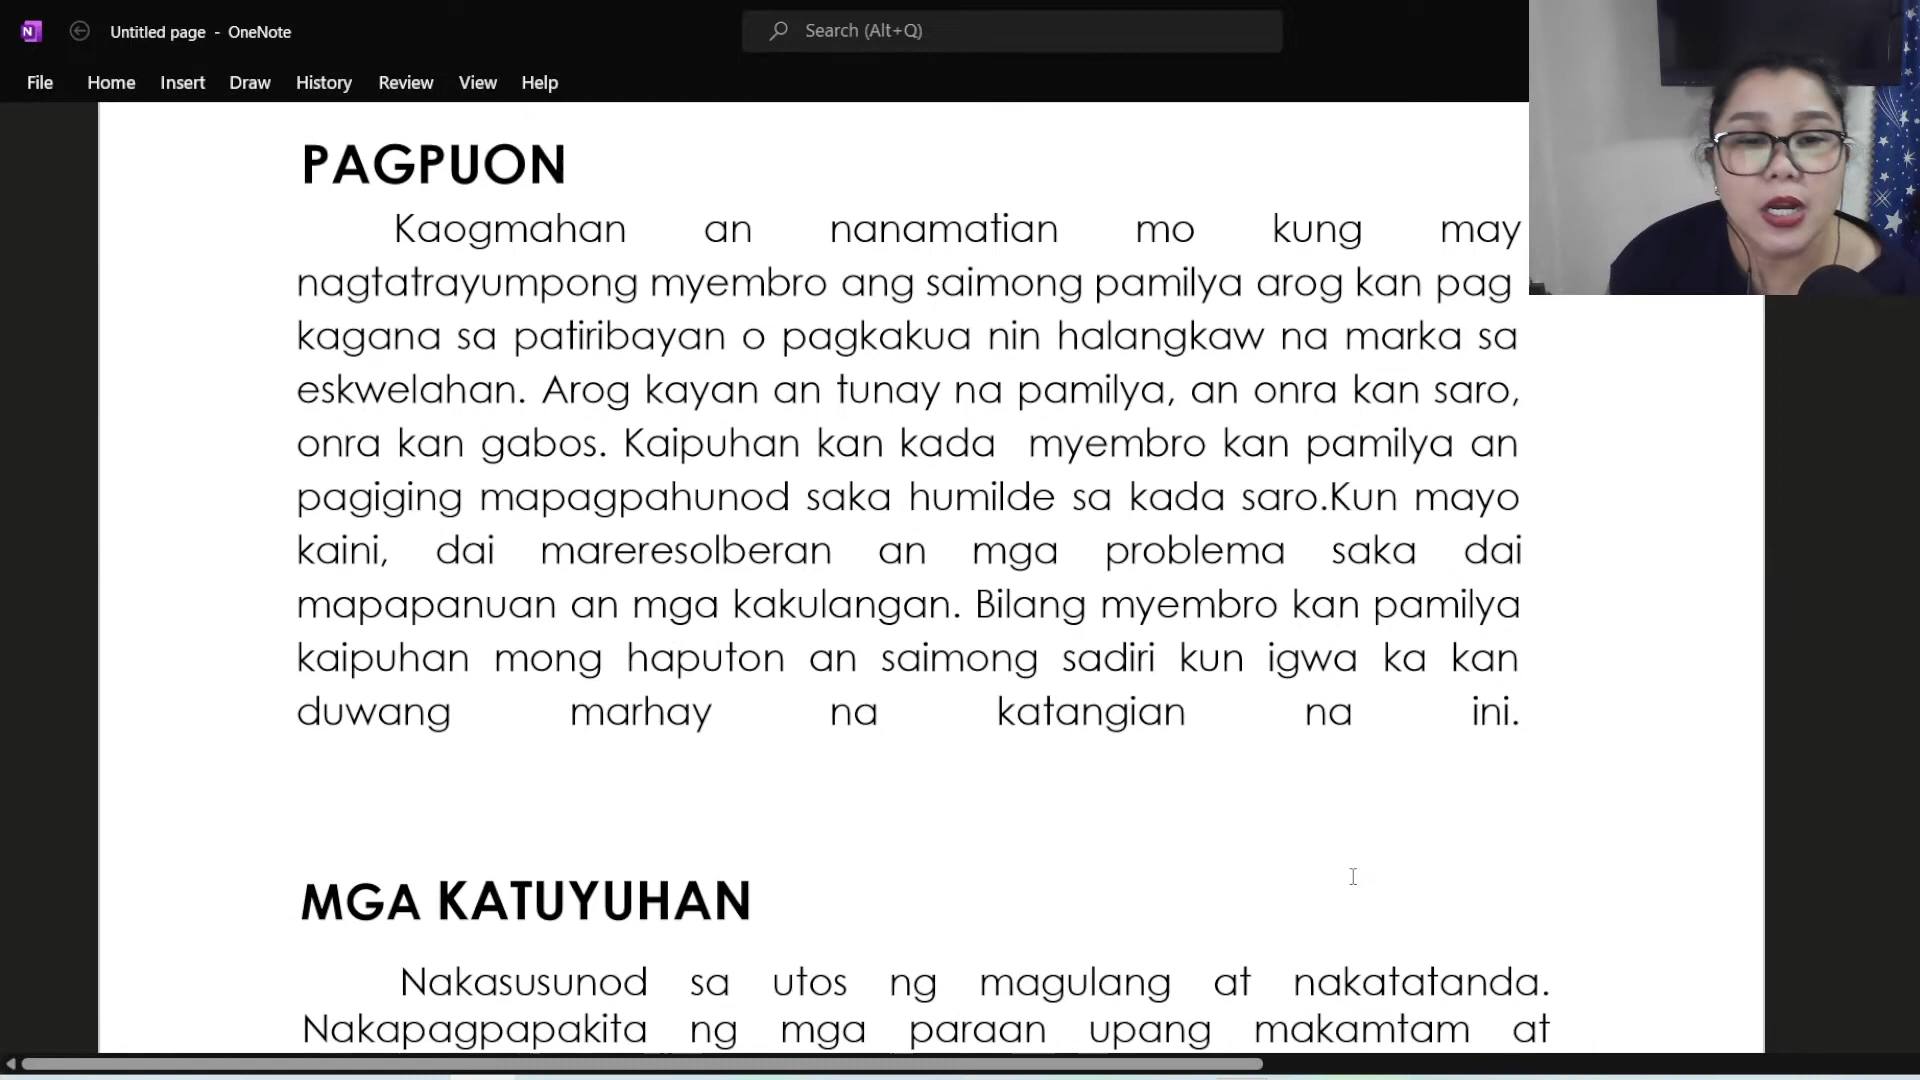 Untitled page - OneNote
Search (Alt+Q)
File Home Insert Draw History Review View Help
PAGPUON
Kaogmahan an nanamatian mo kung may
nagtatrayumpong myembro ang saimong pamilya arog kan pag
kagana sa patiribayan o pagkakua nin halangkaw na marka sa
eskwelahan. Arog kayan an tunay na pamilya, an onra kan saro,
onra kan gabos. Kaipuhan kan kada myembro kan pamilya an
pagiging mapagpahunod saka humilde sa kada saro.Kun mayo
kaini, dai mareresolberan an mga problema saka dai
mapapanuan an mga kakulangan. Bilang myembro kan pamilya
kaipuhan mong haputon an saimong sadiri kun igwa ka kan
duwang marhay na katangian na ini.
MGA KATUYUHAN
Nakasusunod sa utos ng magulang at nakatatanda.
Nakapagpapakita ng mga paraan upang makamtam at